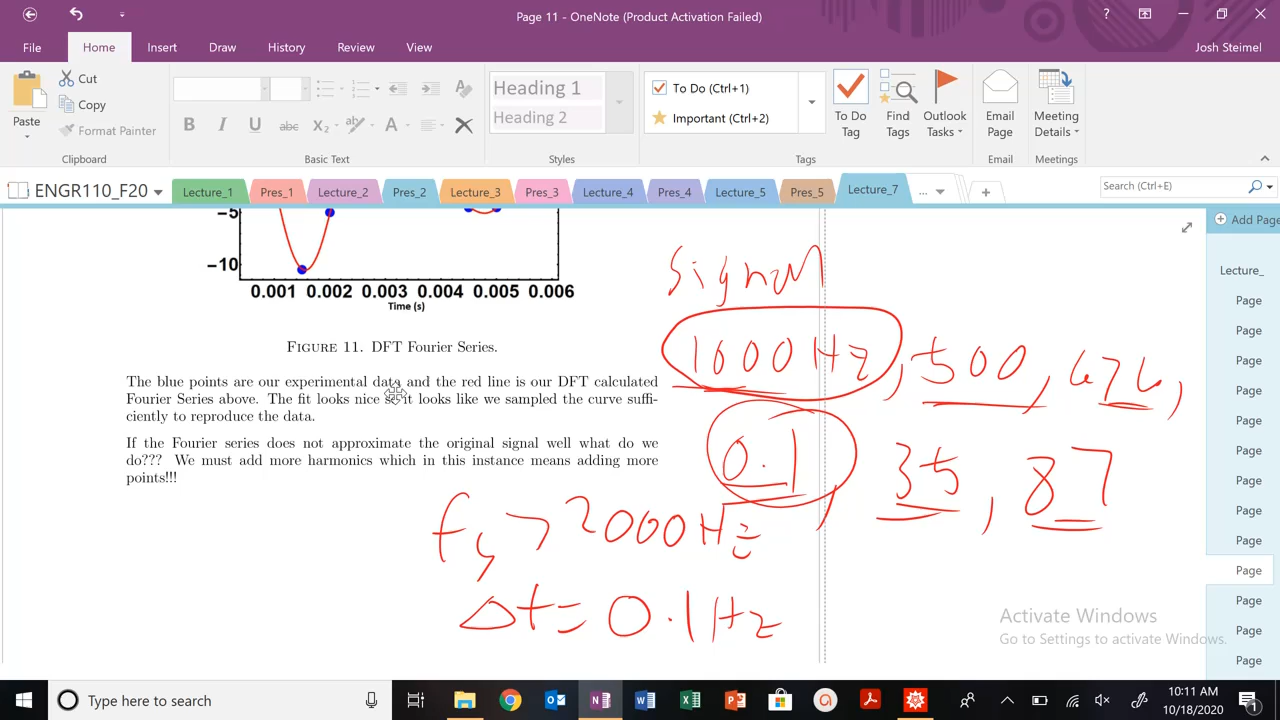 Page 11 - OneNote (Product Activation Failed)
File Home Insert Draw History Review View Josh Steimel
Paste Cut Copy Format Painter
Heading 1
Heading 2
To Do (Ctrl+1)
Important (Ctrl+2)
To Do Tag
Find Tags
Outlook Tasks
Email Page
Meeting Details
Clipboard Basic Text Styles Tags Email Meetings
ENGR110_F20 Lecture_1 Pres_1 Lecture_2 Pres_2 Lecture_3 Pres_3 Lecture_4 Pres_4 Lecture_5 Pres_5 Lecture_7 ... Search (Ctrl+E)
Add Page
Lecture_
Page
Page
Page
Page
Page
Page
Page
Page
Page
Page
Page
Page
Page
−5
−10
0.001 0.002 0.003 0.004 0.005 0.006
Time (s)
Figure 11. DFT Fourier Series.
The blue points are our experimental data and the red line is our DFT calculated
Fourier Series above. The fit looks nice so it looks like we sampled the curve suffi-
ciently to reproduce the data.
If the Fourier series does not approximate the original signal well what do we
do??? We must add more harmonics which in this instance means adding more
points!!!
Signal
1000 Hz, 500, 676,
0.1, 35, 87
fs > 2000 Hz
Δt = 0.1 Hz
Activate Windows
Go to Settings to activate Windows.
Type here to search
10:11 AM
10/18/2020